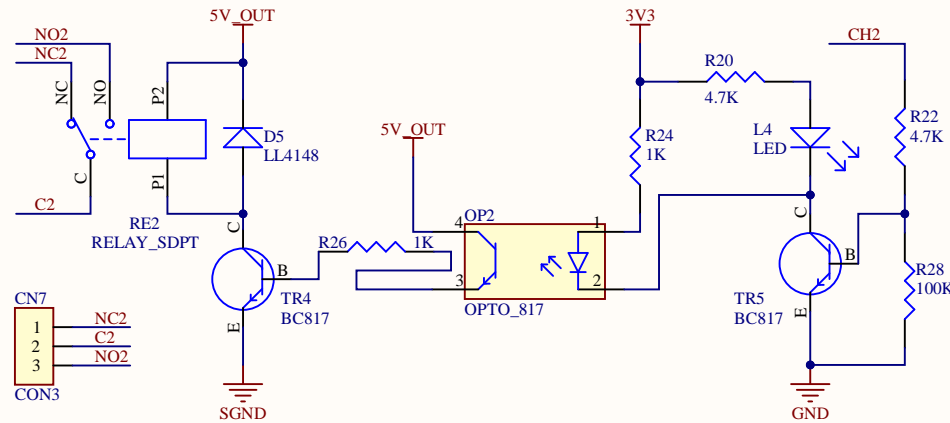 5V_OUT
3V3
NO2
CH2
NC2
R20
NC
NO
P2
4.7K
R22
4.7K
5V_OUT
D5
LL4148
R24
1K
L4
LED
C
P1
C2
RE2
RELAY_SDPT
C
OP2
4
1
C
R26
1K
B
B
3
2
R28
100K
CN7
TR4
BC817
OPTO_817
TR5
BC817
1
NC2
2
C2
3
NO2
E
E
CON3
SGND
GND